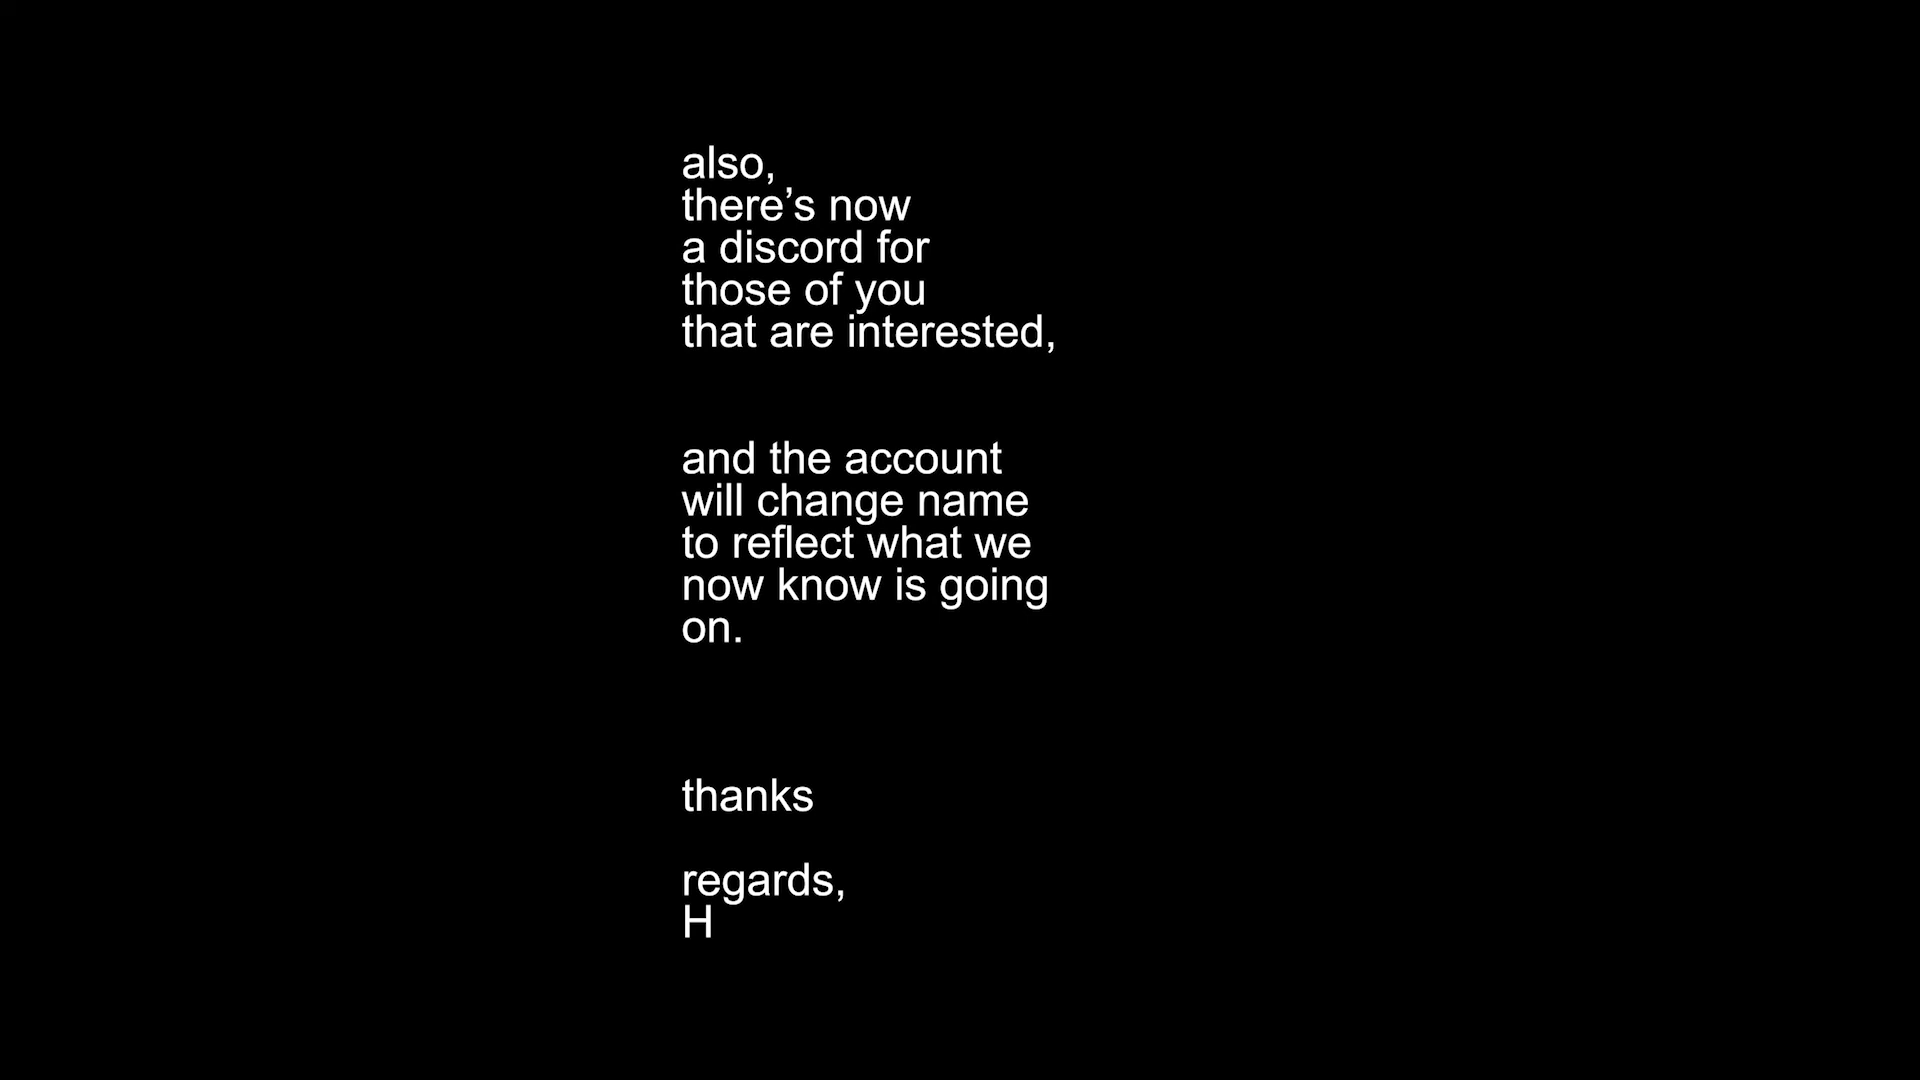 also,
there’s now
a discord for
those of you
that are interested,
and the account
will change name
to reflect what we
now know is going
on.
thanks
regards,
H